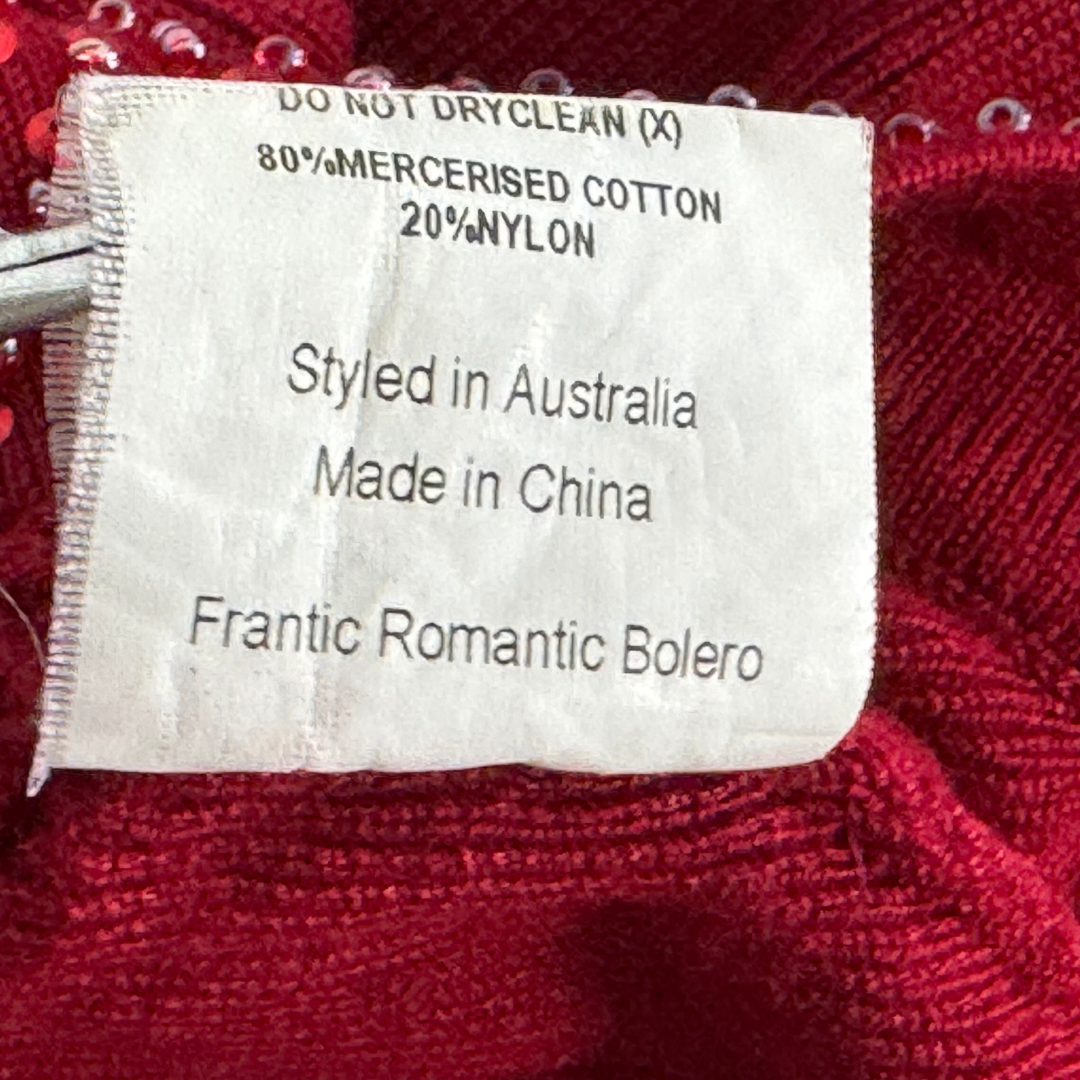 DO NOT DRYCLEAN (X)
80%MERCERISED COTTON
20%NYLON
Styled in Australia
Made in China
Frantic Romantic Bolero